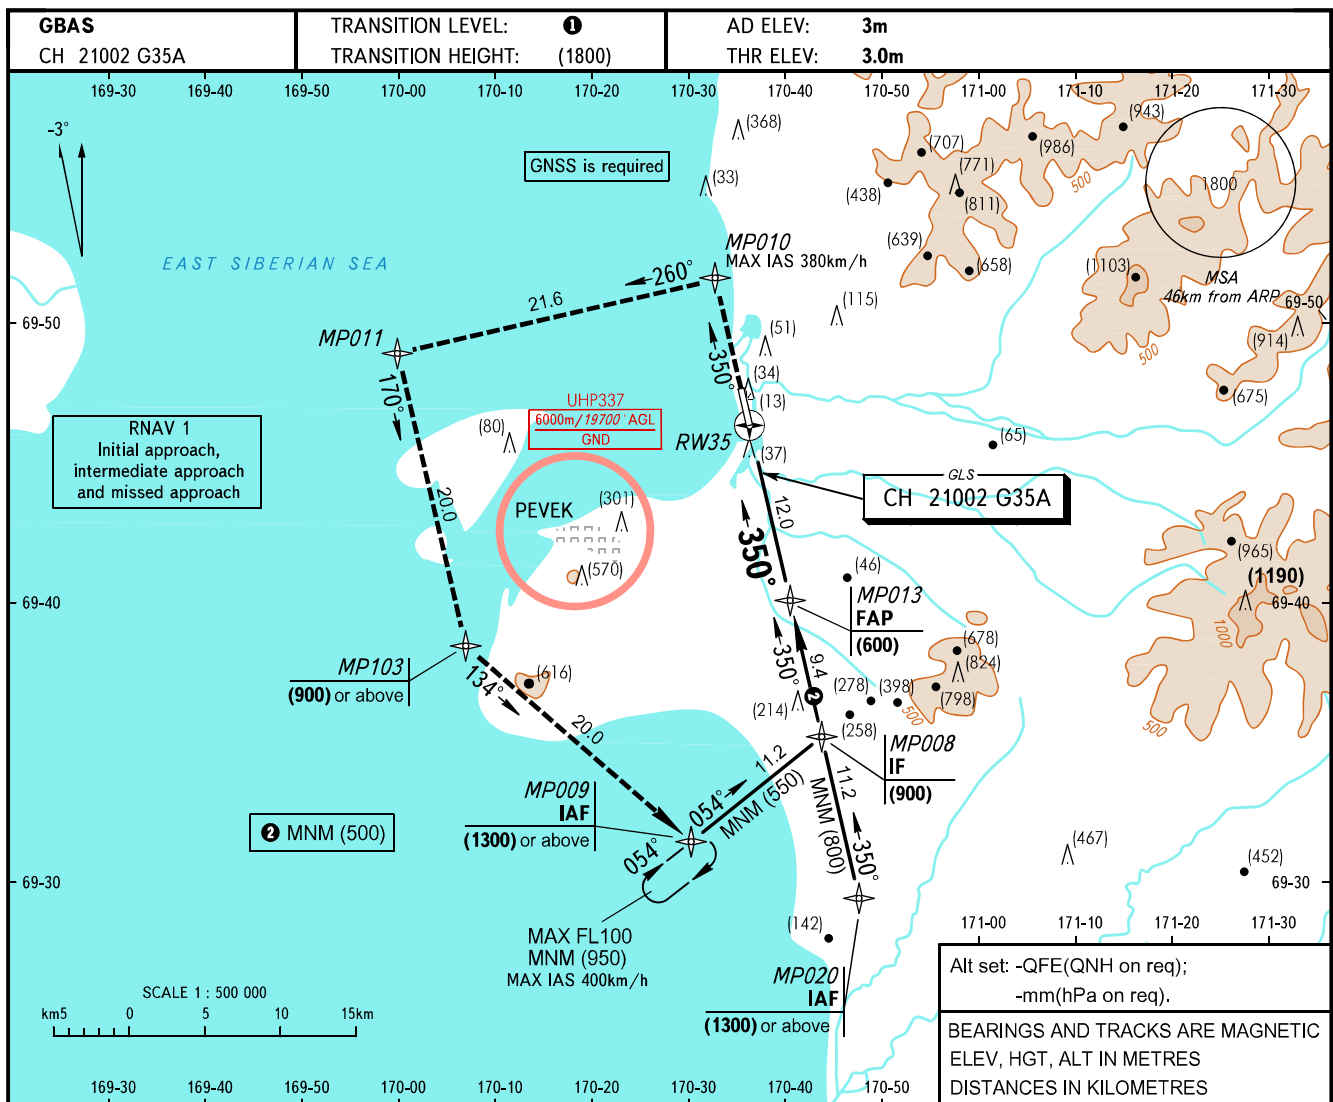 GBAS
CH 21002 G35A
TRANSITION LEVEL: ❶
TRANSITION HEIGHT: (1800)
AD ELEV: 3m
THR ELEV: 3.0m
169-30 169-40 169-50 170-00 170-10 170-20 170-30 170-40 170-50 171-00 171-10 171-20 171-30
-3°
(368)
(943)
(707)
(986)
GNSS is required
(771)
500
(33)
(438)
(811)
1800
MP010
MAX IAS 380km/h
(639)
(658)
EAST SIBERIAN SEA
260°
(1103)
MSA
46km from ARP
21.6
(115)
69-50
69-50
MP011
(51)
350°
(914)
500
170°
(34)
(13)
(675)
UHP337
6000m/19700' AGL
GND
RNAV 1
Initial approach,
intermediate approach
and missed approach
(80)
RW35
(65)
(37)
GLS
CH 21002 G35A
20.0
PEVEK
(301)
12.0
350°
(965)
(570)
(46)
(1190)
MP013
FAP
(600)
69-40
69-40
1000
(678)
(824)
MP103
(900) or above
134°
(616)
350°
9.4
(278)
(398)
(798)
(214)
❷
(258)
500
500
20.0
MP008
IF
(900)
11.2
MNM (550)
054°
11.2
MNM (800)
350°
MP009
IAF
(1300) or above
❷ MNM (500)
054°
(467)
(452)
69-30
69-30
MAX FL100
MNM (950)
MAX IAS 400km/h
(142)
171-00 171-10 171-20 171-30
MP020
IAF
(1300) or above
SCALE 1 : 500 000
km5 0 5 10 15km
Alt set: -QFE(QNH on req);
-mm(hPa on req).
BEARINGS AND TRACKS ARE MAGNETIC
ELEV, HGT, ALT IN METRES
DISTANCES IN KILOMETRES
169-30 169-40 169-50 170-00 170-10 170-20 170-30 170-40 170-50